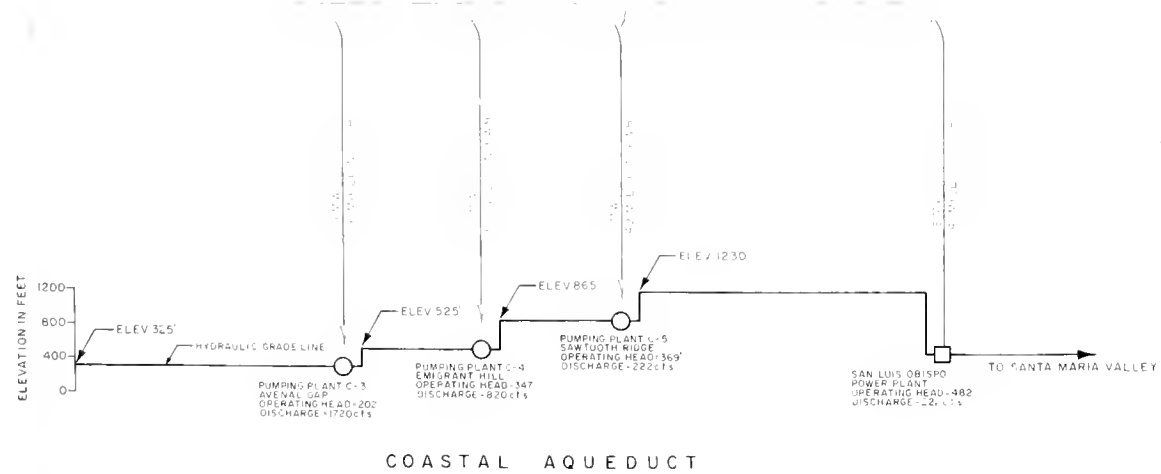 ELEVATION IN FEET
1200
800
400
0
ELEV 325'
HYDRAULIC GRADE LINE
ELEV 525'
ELEV 865
ELEV 1230
PUMPING PLANT C-3
AVENAL GAP
OPERATING HEAD=202
DISCHARGE=1720cfs
PUMPING PLANT C-4
EMIGRANT HILL
OPERATING HEAD-347
DISCHARGE-820cfs
PUMPING PLANT C-5
SAWTOOTH RIDGE
OPERATING HEAD=369'
DISCHARGE-222cfs
SAN LUIS OBISPO
POWER PLANT
OPERATING HEAD-482
DISCHARGE
TO SANTA MARIA VALLEY
COASTAL AQUEDUCT